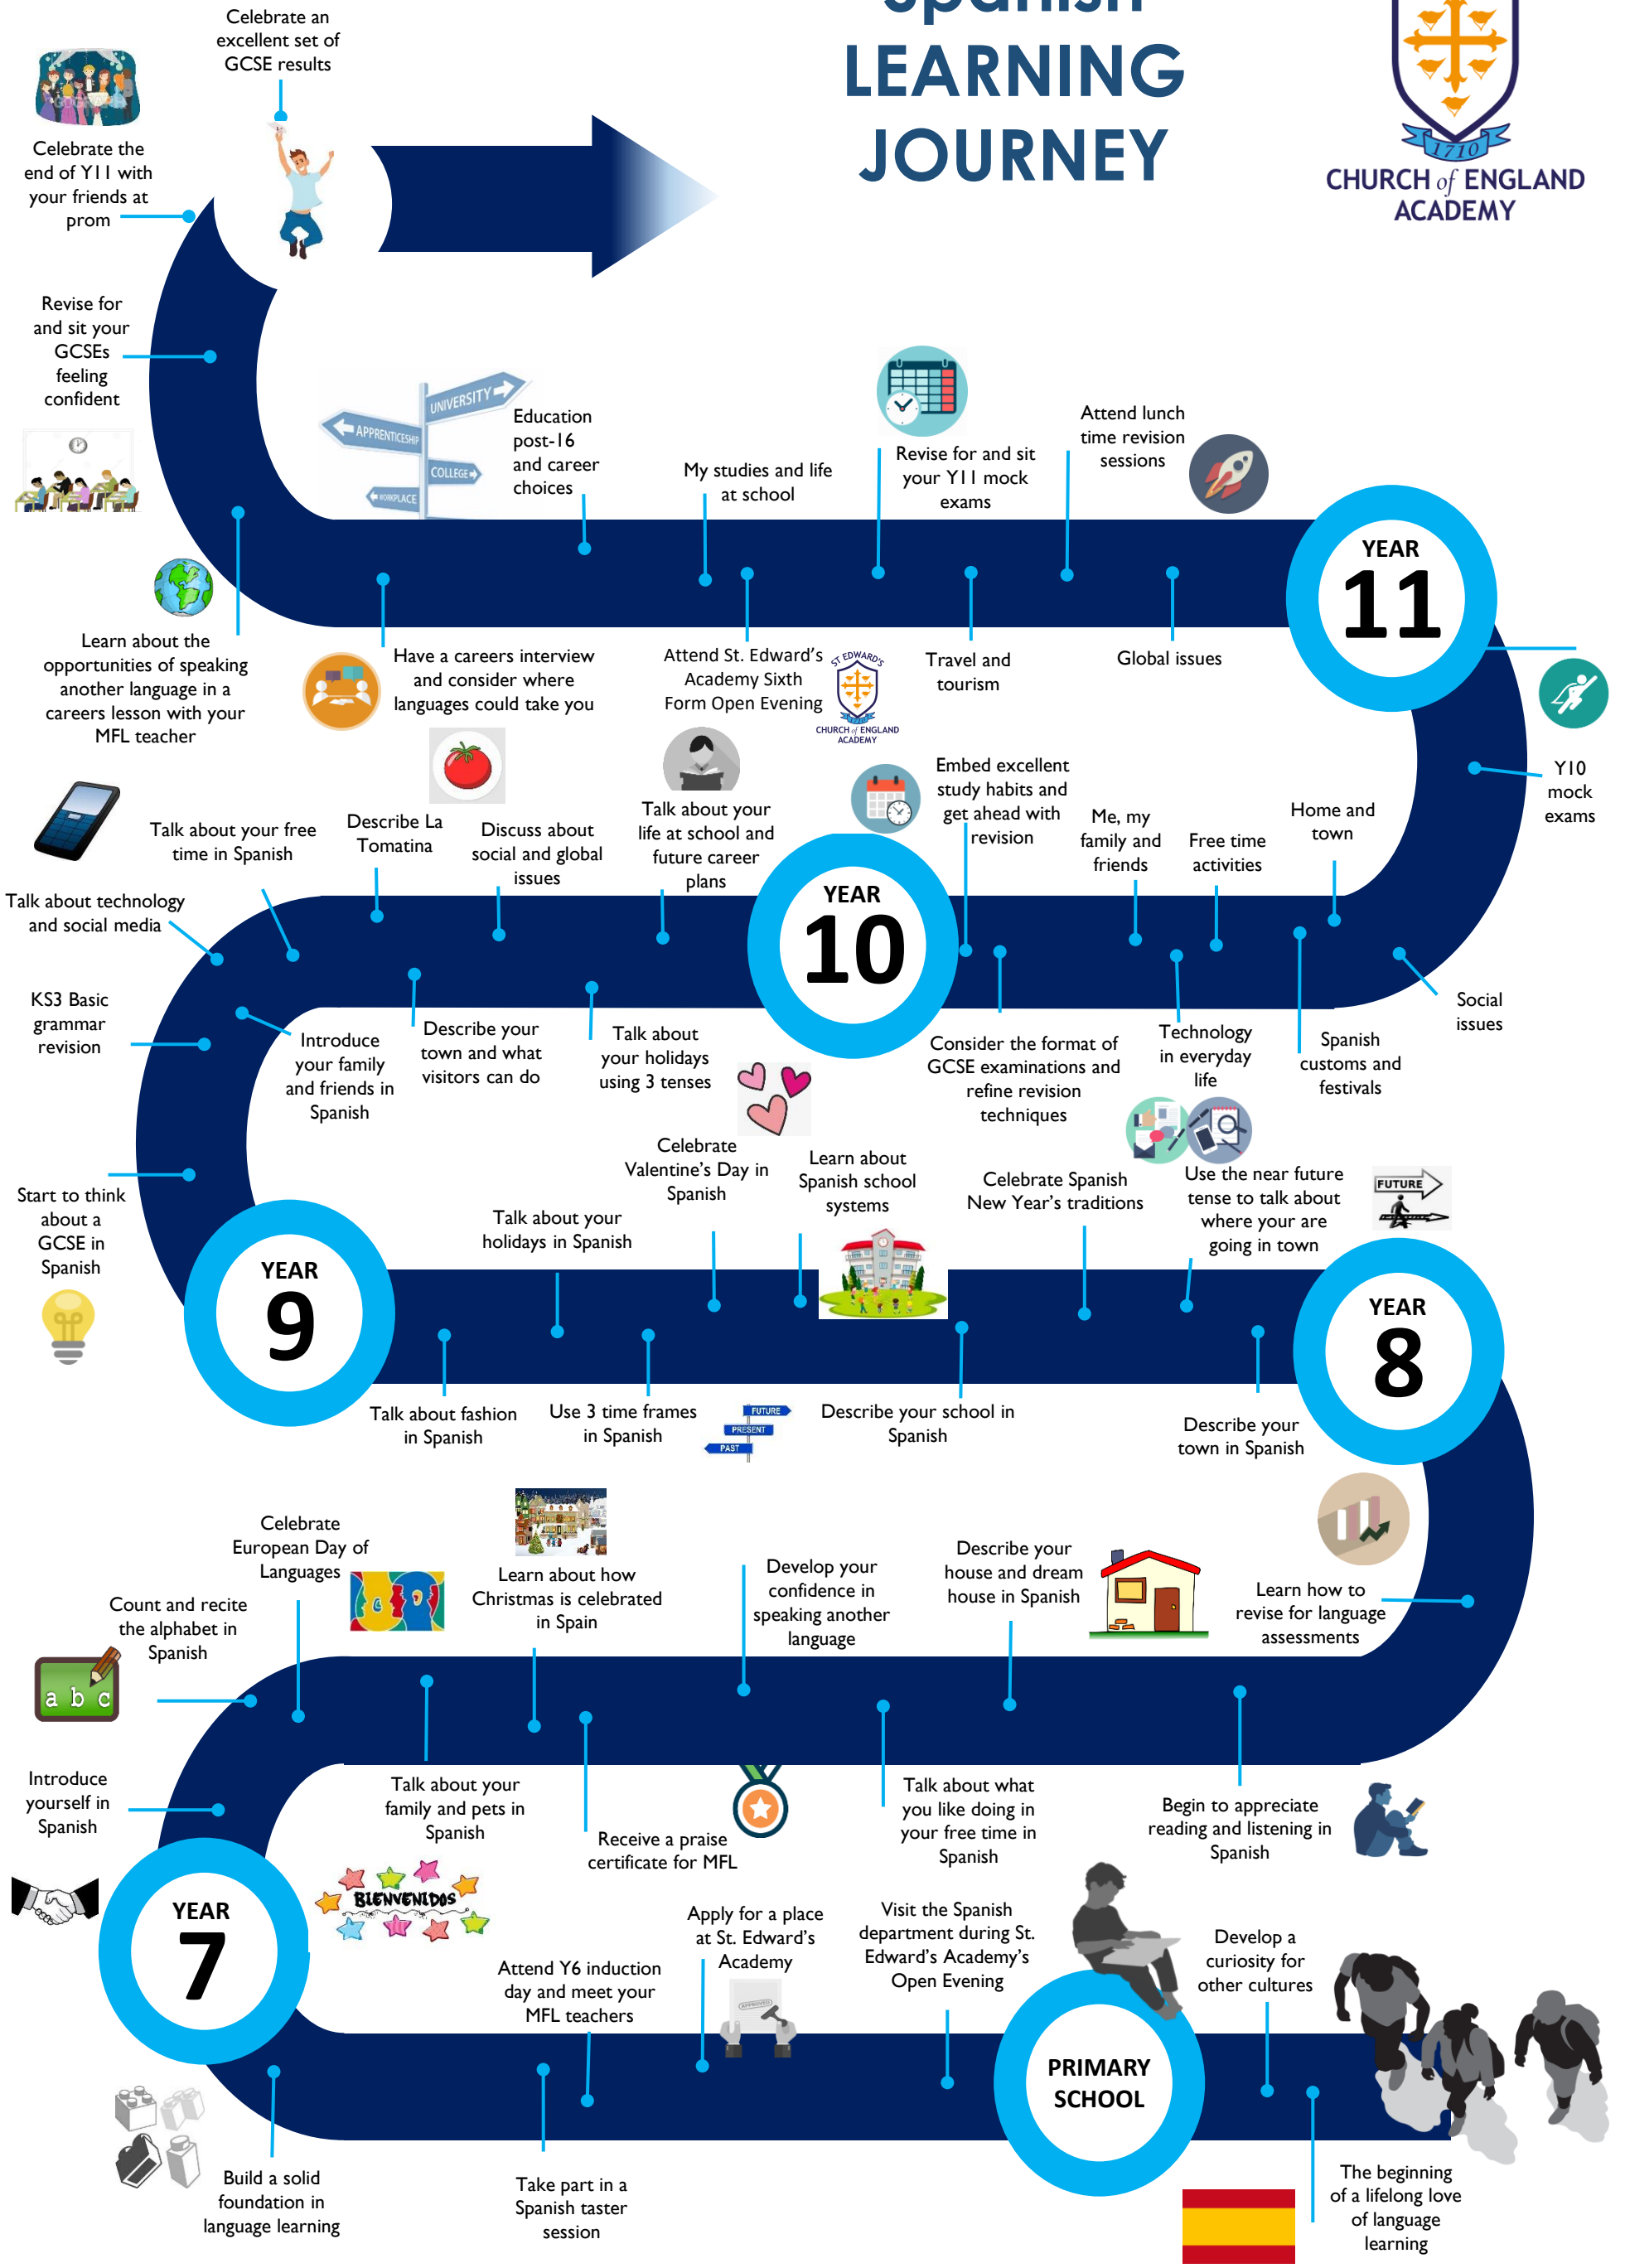 Spanish
LEARNING
JOURNEY
1710
CHURCH of ENGLAND
ACADEMY
Celebrate an
excellent set of
GCSE results
Celebrate the
end of Y11 with
your friends at
prom
Revise for
and sit your
GCSEs
feeling
confident
UNIVERSITY
APPRENTICESHIP
COLLEGE
WORKPLACE
Education
post-16
and career
choices
My studies and life
at school
Revise for and sit
your Y11 mock
exams
Attend lunch
time revision
sessions
YEAR
11
Learn about the
opportunities of speaking
another language in a
careers lesson with your
MFL teacher
Have a careers interview
and consider where
languages could take you
Attend St. Edward's
Academy Sixth
Form Open Evening
ST EDWARD'S
CHURCH of ENGLAND
ACADEMY
Travel and
tourism
Global issues
Y10
mock
exams
Talk about your free
time in Spanish
Describe La
Tomatina
Discuss about
social and global
issues
Talk about your
life at school and
future career
plans
Embed excellent
study habits and
get ahead with
revision
Me, my
family and
friends
Free time
activities
Home and
town
Talk about technology
and social media
YEAR
10
KS3 Basic
grammar
revision
Introduce
your family
and friends in
Spanish
Describe your
town and what
visitors can do
Talk about
your holidays
using 3 tenses
Consider the format of
GCSE examinations and
refine revision
techniques
Technology
in everyday
life
Spanish
customs and
festivals
Social
issues
Start to think
about a
GCSE in
Spanish
Talk about your
holidays in Spanish
Celebrate
Valentine's Day in
Spanish
Learn about
Spanish school
systems
Celebrate Spanish
New Year's traditions
Use the near future
tense to talk about
where your are
going in town
FUTURE
YEAR
9
YEAR
8
Talk about fashion
in Spanish
Use 3 time frames
in Spanish
FUTURE
PRESENT
PAST
Describe your school in
Spanish
Describe your
town in Spanish
Count and recite
the alphabet in
Spanish
a b c
Celebrate
European Day of
Languages
Learn about how
Christmas is celebrated
in Spain
Develop your
confidence in
speaking another
language
Describe your
house and dream
house in Spanish
Learn how to
revise for language
assessments
Introduce
yourself in
Spanish
Talk about your
family and pets in
Spanish
Receive a praise
certificate for MFL
Talk about what
you like doing in
your free time in
Spanish
Begin to appreciate
reading and listening in
Spanish
YEAR
7
BIENVENIDOS
Attend Y6 induction
day and meet your
MFL teachers
Apply for a place
at St. Edward's
Academy
APPROVED
Visit the Spanish
department during St.
Edward's Academy's
Open Evening
Develop a
curiosity for
other cultures
PRIMARY
SCHOOL
Build a solid
foundation in
language learning
Take part in a
Spanish taster
session
The beginning
of a lifelong love
of language
learning